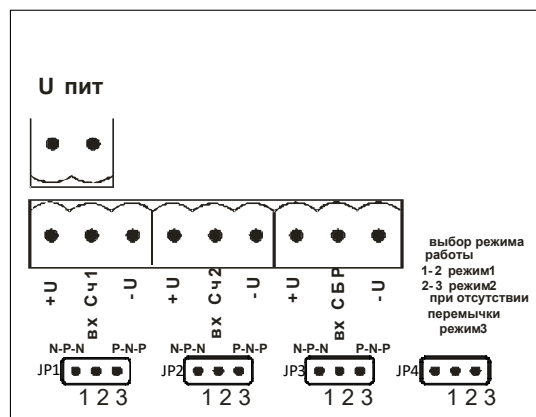 U пит
+U вх Сч1 -U +U вх Сч2 -U +U вх СБР -U
выбор режима
работы
1-2 режим1
2-3 режим2
при отсутствии
перемычки
режим3
N-P-N P-N-P N-P-N P-N-P N-P-N P-N-P
JP1 JP2 JP3 JP4
1 2 3 1 2 3 1 2 3 1 2 3